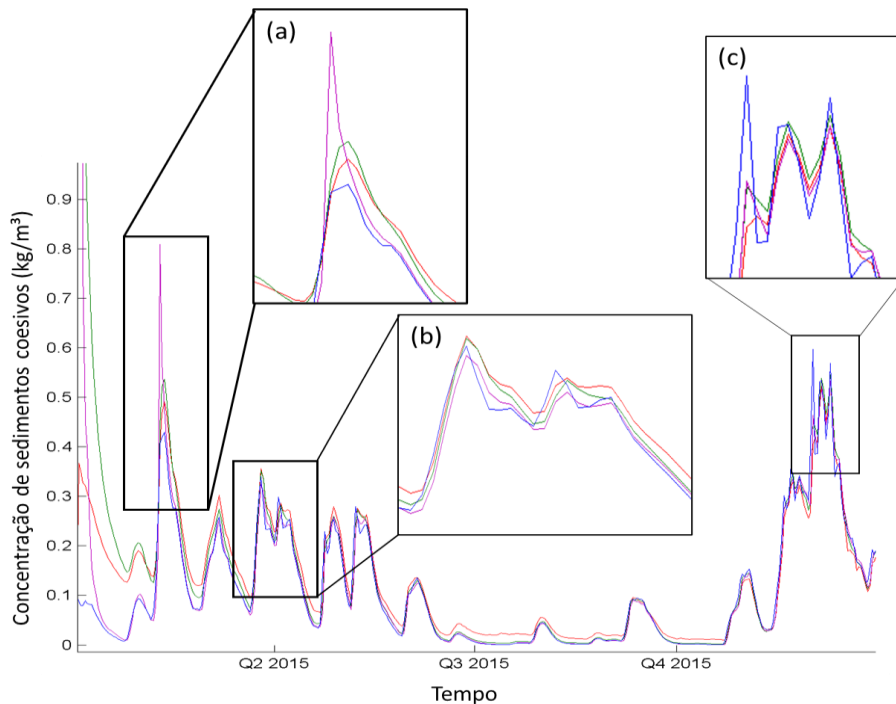 (a)
(c)
(b)
Concentração de sedimentos coesivos (kg/m³)
0.9
0.8
0.7
0.6
0.5
0.4
0.3
0.2
0.1
0
Q2 2015
Q3 2015
Q4 2015
Tempo